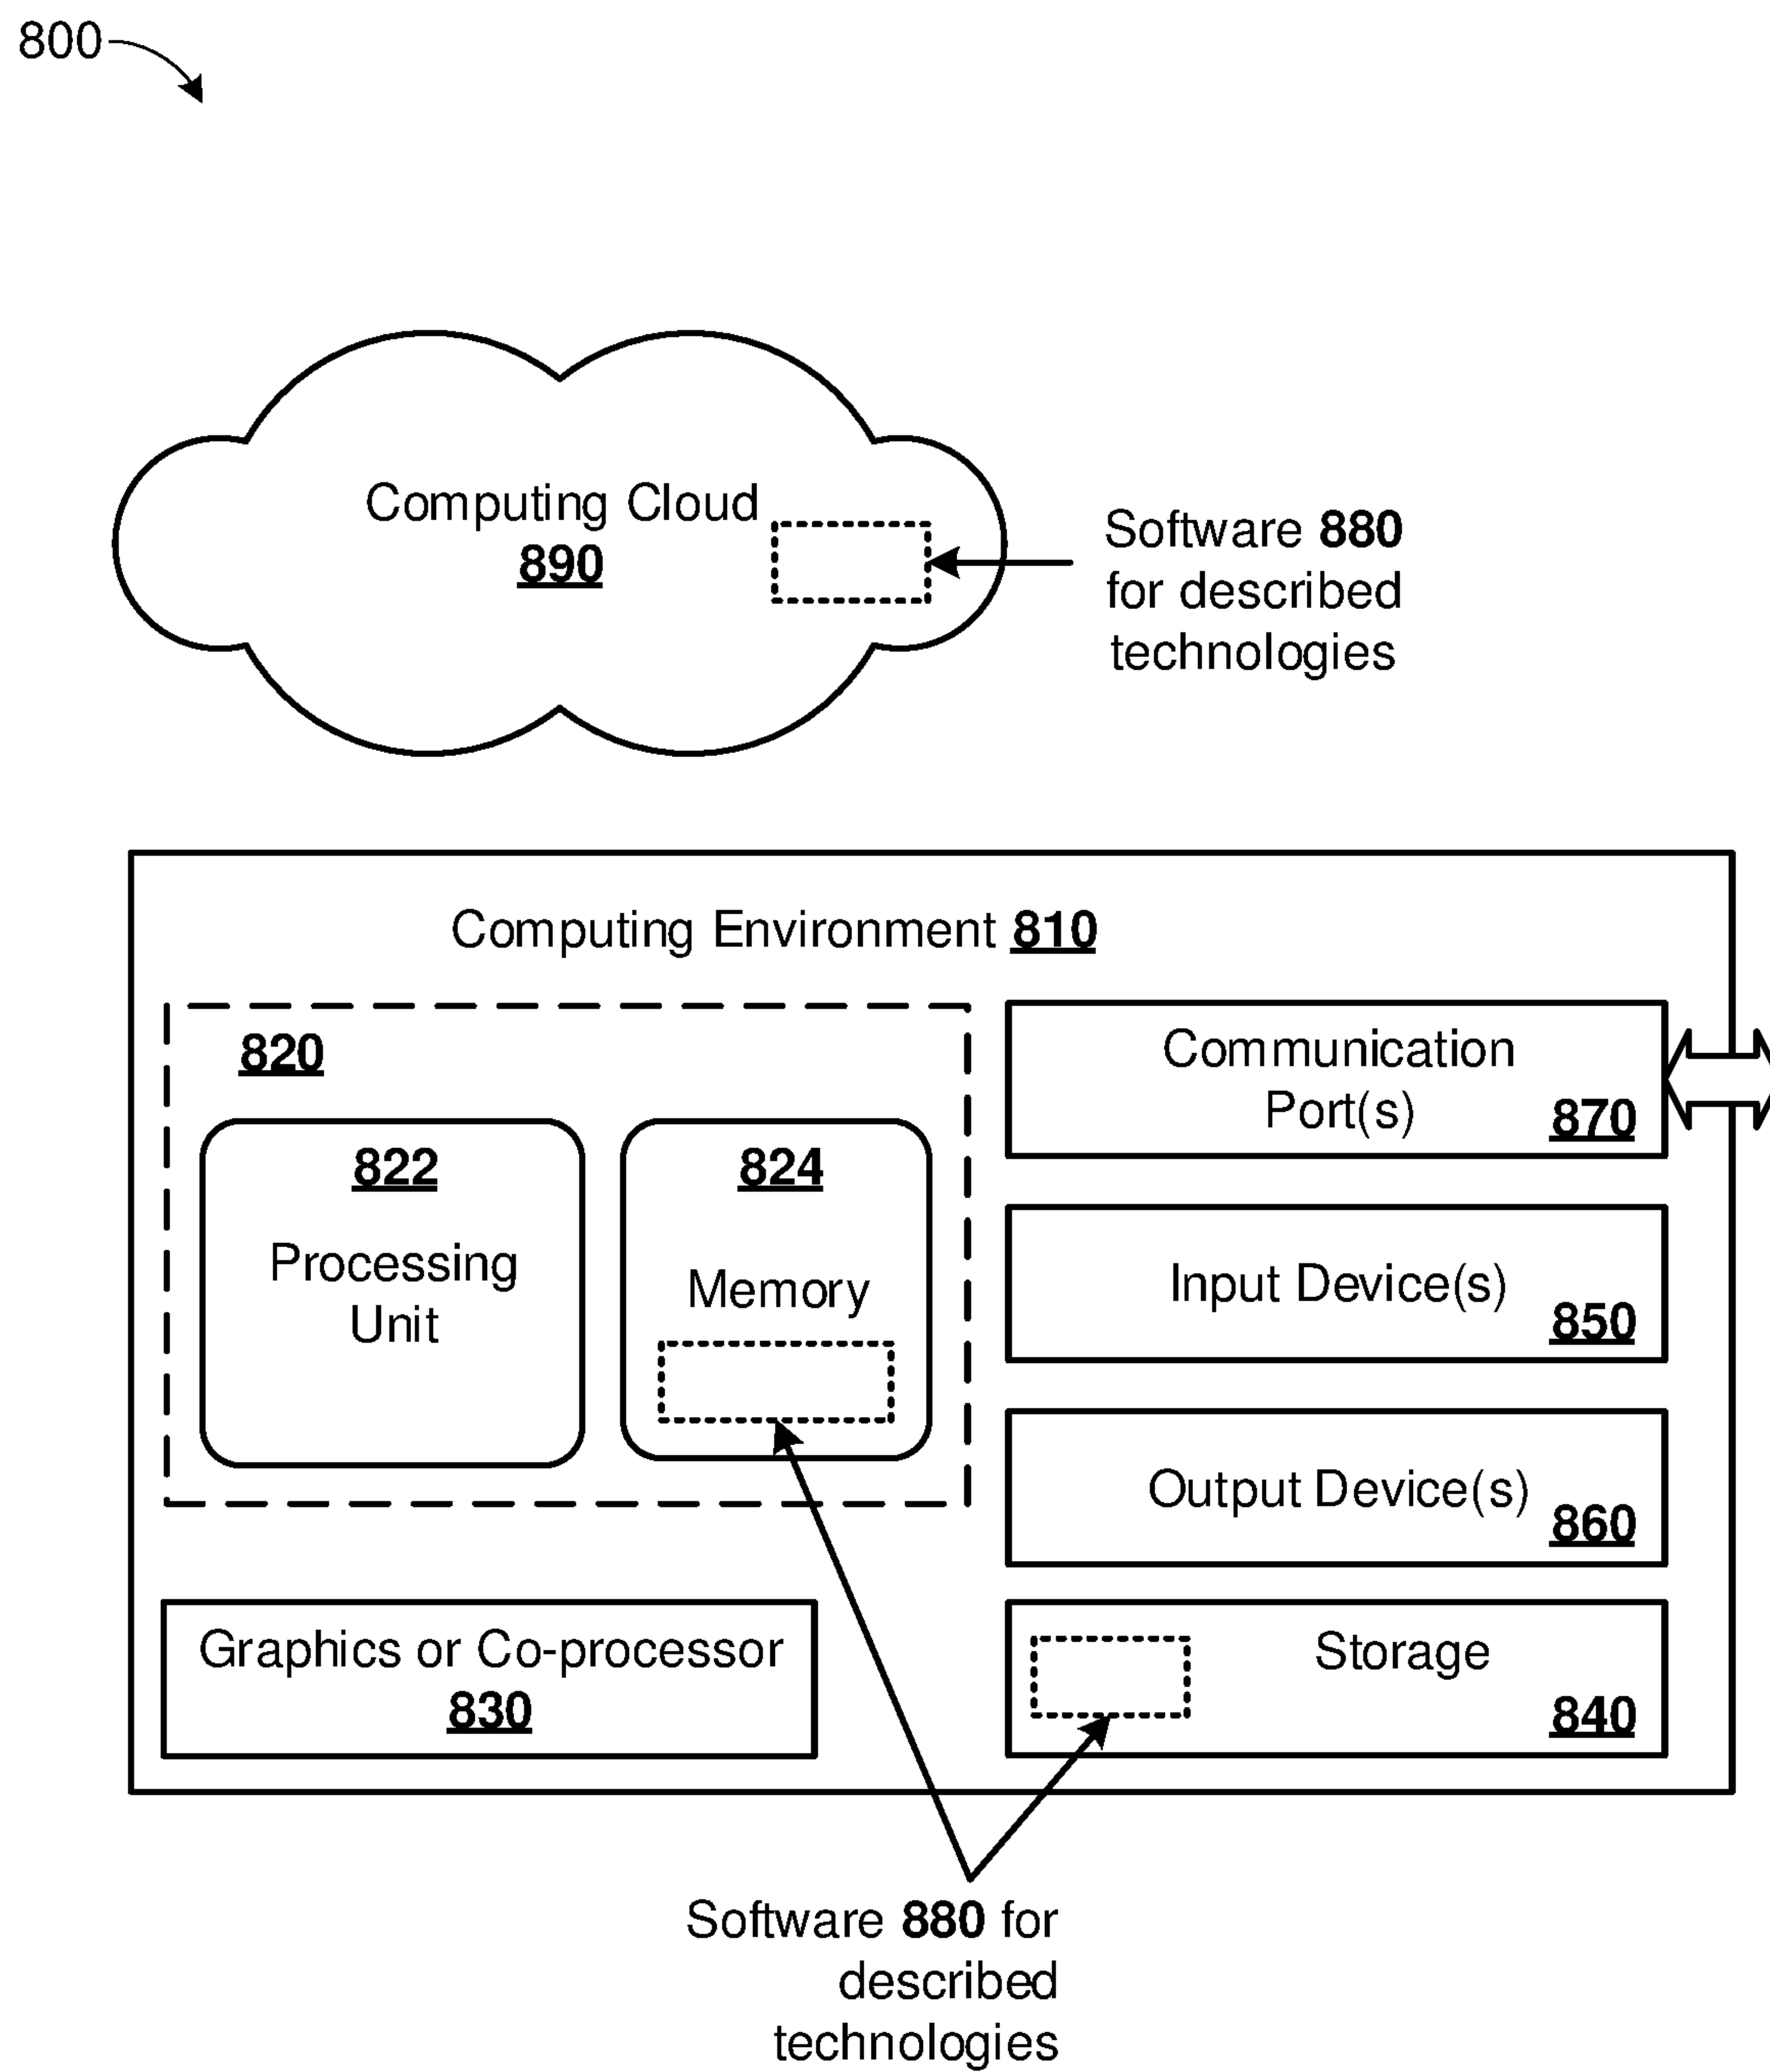 800
Computing Cloud
890
Software 880
for described
technologies
Computing Environment 810
820
822
Processing
Unit
824
Memory
Communication
Port(s)
870
Input Device(s)
850
Output Device(s)
860
Graphics or Co-processor
830
Storage
840
Software 880 for
described
technologies